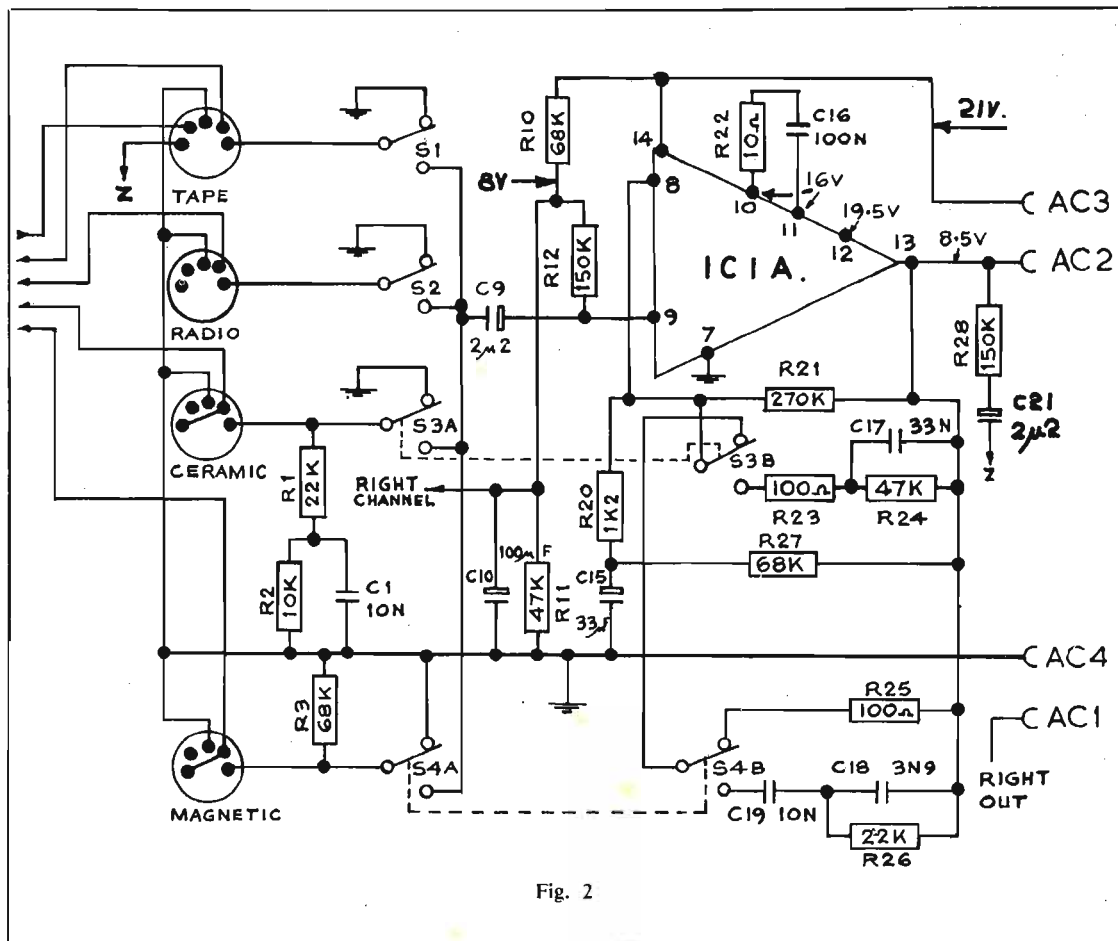 TAPE
Z
RADIO
CERAMIC
MAGNETIC
R1
22K
R2
10K
C1
10N
R3
68K
S1
S2
S3A
S4A
C9
2µ2
R10
68K
8V
R12
150K
RIGHT
CHANNEL
C10
100µF
47K
R11
14
8
9
7
10
11
12
13
IC1A.
R22
10Ω
C16
100N
16V
19.5V
8.5V
21V.
AC3
AC2
R28
150K
C21
2µ2
Z
R21
270K
C17
33N
S3B
100Ω
R23
47K
R24
R20
1K2
R27
68K
C15
33µF
AC4
R25
100Ω
AC1
S4B
C18
3N9
C19
10N
22K
R26
RIGHT
OUT
Fig. 2